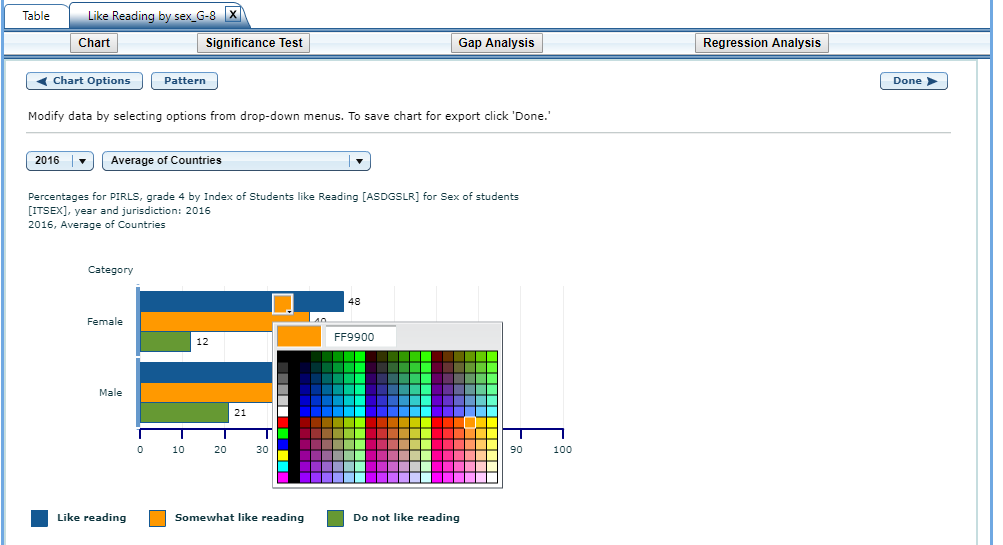 Table
Like Reading by sex_G-8 X
Chart Significance Test Gap Analysis Regression Analysis
Chart Options Pattern Done
Modify data by selecting options from drop-down menus. To save chart for export click 'Done.'
2016 Average of Countries
Percentages for PIRLS, grade 4 by Index of Students like Reading [ASDGSLR] for Sex of students
[ITSEX], year and jurisdiction: 2016
2016, Average of Countries
Category
48
Female
12
FF9900
Male
21
0 10 20 30 90 100
Like reading Somewhat like reading Do not like reading